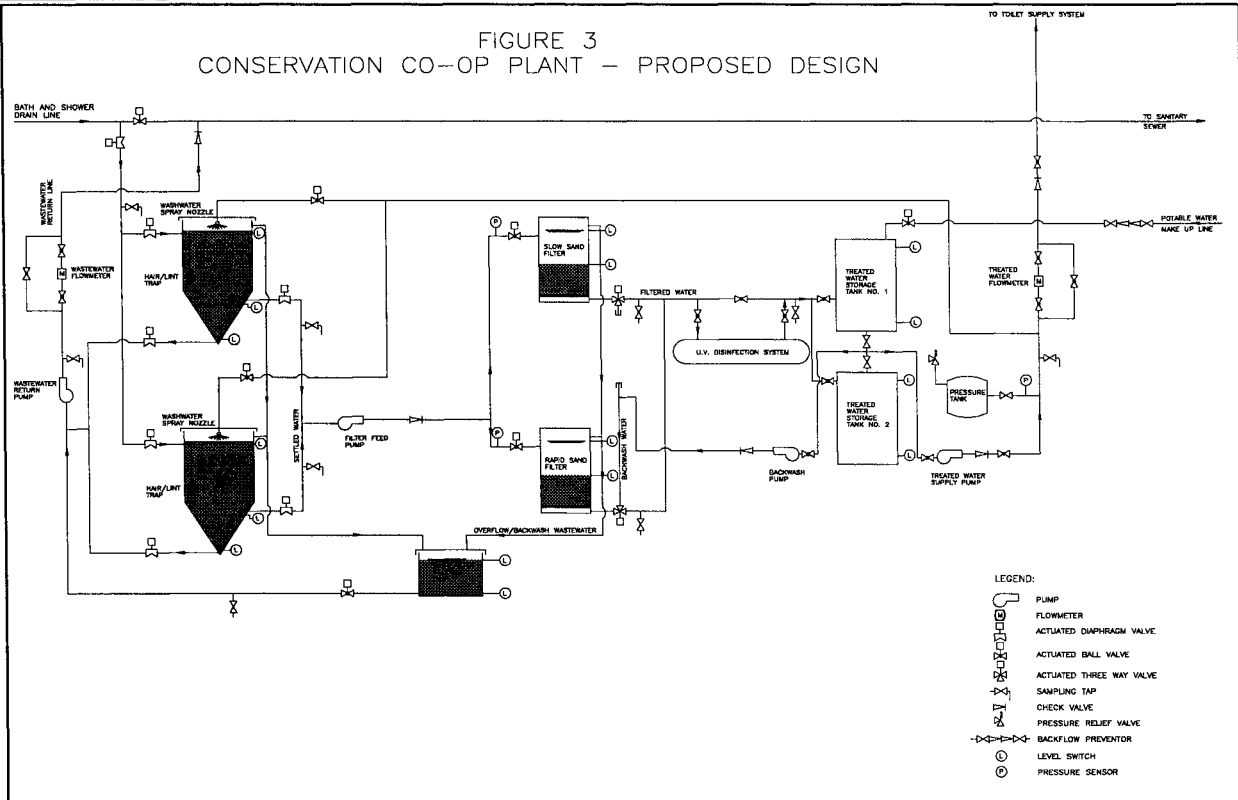 FIGURE 3
CONSERVATION CO-OP PLANT - PROPOSED DESIGN
TO TOILET SUPPLY SYSTEM
BATH AND SHOWER
DRAIN LINE
TO SANITARY
SEWER
WASTEWATER
RETURN LINE
WASHWATER
SPRAY NOZZLE
HAIR/LINT
TRAP
L
L
L
M
WASTEWATER
FLOWMETER
WASTEWATER
RETURN
PUMP
WASHWATER
SPRAY NOZZLE
HAIR/LINT
TRAP
L
L
L
SETTLED WATER
FILTER FEED
PUMP
P
SLOW SAND
FILTER
L
L
FILTERED WATER
U.V. DISINFECTION SYSTEM
P
RAPID SAND
FILTER
L
L
BACKWASH WATER
OVERFLOW/BACKWASH WASTEWATER
L
L
BACKWASH
PUMP
TREATED
WATER
STORAGE
TANK NO. 1
L
L
TREATED
WATER
STORAGE
TANK NO. 2
L
L
POTABLE WATER
MAKE UP LINE
TREATED
WATER
FLOWMETER
M
PRESSURE
TANK
P
TREATED WATER
SUPPLY PUMP
LEGEND:
PUMP
M FLOWMETER
ACTUATED DIAPHRAGM VALVE
ACTUATED BALL VALVE
ACTUATED THREE WAY VALVE
SAMPLING TAP
CHECK VALVE
PRESSURE RELIEF VALVE
BACKFLOW PREVENTOR
L LEVEL SWITCH
P PRESSURE SENSOR